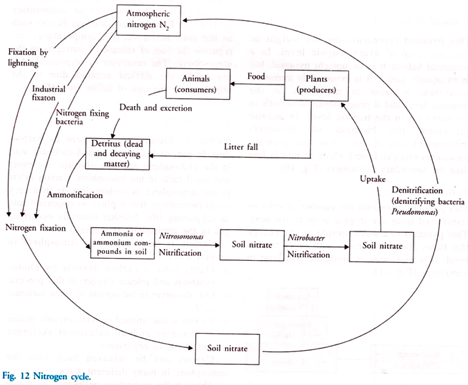 Atmospheric
nitrogen N₂
Fixation by
lightning
Industrial
fixaton
Nitrogen fixing
bacteria
Animals
(consumers)
Food
Plants
(producers)
Death and excretion
Detritus (dead
and decaying
matter)
Litter fall
Ammonification
Uptake
Denitrification
(denitrifying bacteria
Pseudomonas)
Nitrogen fixation
Ammonia or
ammonium com-
pounds in soil
Nitrosomonas
Nitrification
Soil nitrate
Nitrobacter
Nitrification
Soil nitrate
Soil nitrate
Fig. 12 Nitrogen cycle.